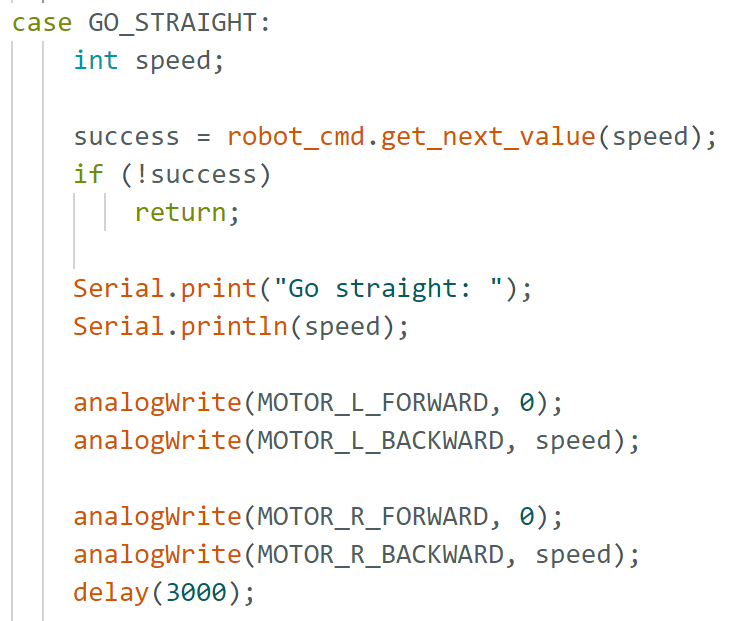 case GO_STRAIGHT:
int speed;
success = robot_cmd.get_next_value(speed);
if (!success)
return;
Serial.print("Go straight: ");
Serial.println(speed);
analogWrite(MOTOR_L_FORWARD, 0);
analogWrite(MOTOR_L_BACKWARD, speed);
analogWrite(MOTOR_R_FORWARD, 0);
analogWrite(MOTOR_R_BACKWARD, speed);
delay(3000);